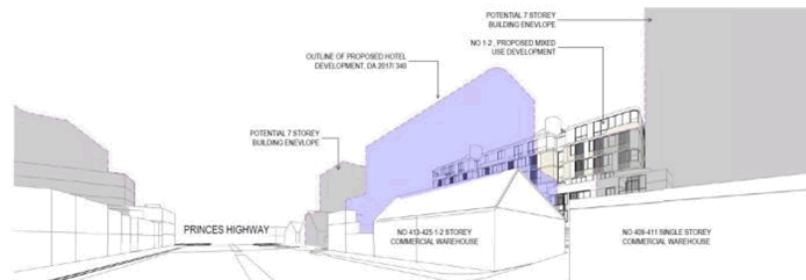 POTENTIAL 7 STOREY
BUILDING ENEVLOPE
NO 1-2 , PROPOSED MIXED
USE DEVELOPMENT
OUTLINE OF PROPOSED HOTEL
DEVELOPMENT, DA 2017/ 340
POTENTIAL 7 STOREY
BUILDING ENEVLOPE
PRINCES HIGHWAY
NO 413-425 1-2 STOREY
COMMERCIAL WAREHOUSE
NO 409-411 SINGLE STOREY
COMMERCIAL WAREHOUSE